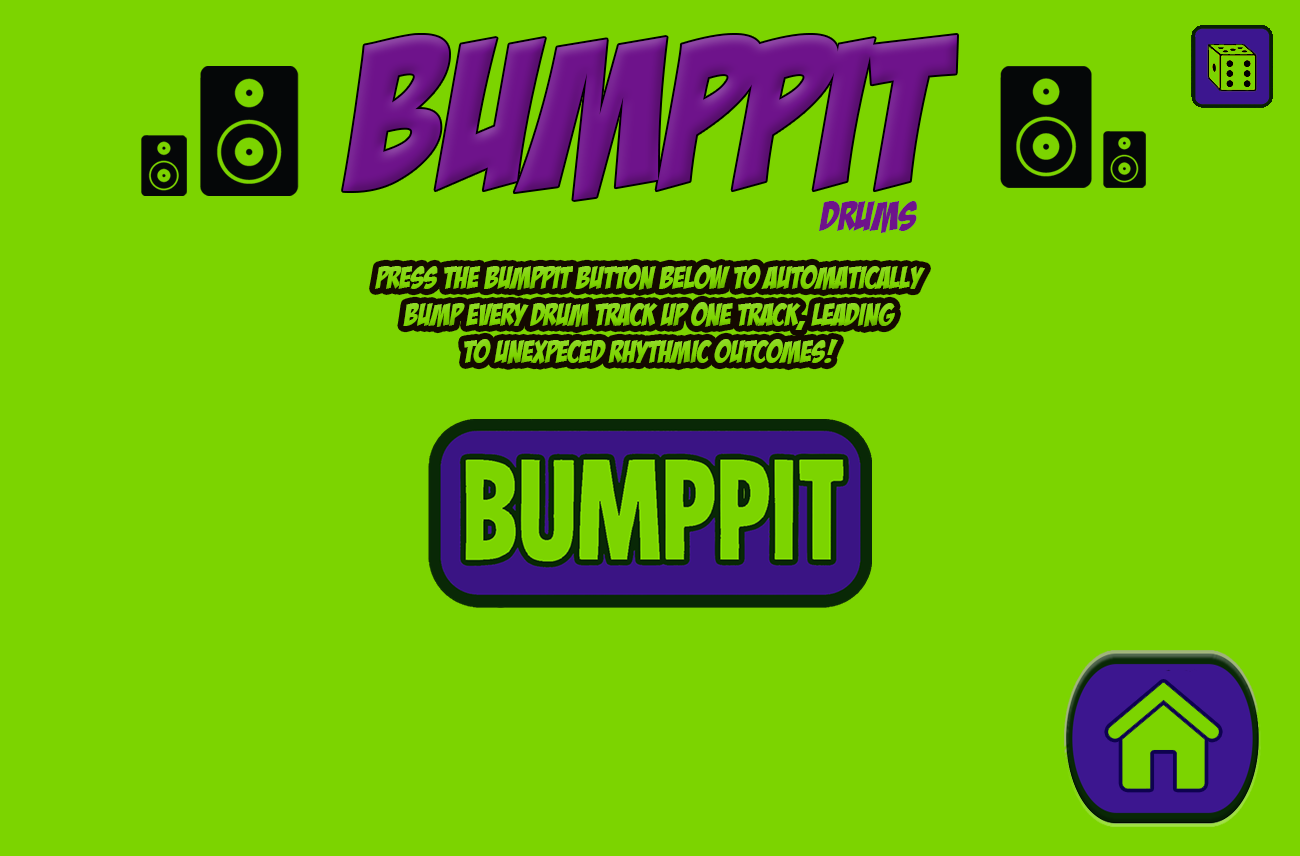 BUMPPIT
DRUMS
PRESS THE BUMPPIT BUTTON BELOW TO AUTOMATICALLY
BUMP EVERY DRUM TRACK UP ONE TRACK, LEADING
TO UNEXPECED RHYTHMIC OUTCOMES!
BUMPPIT